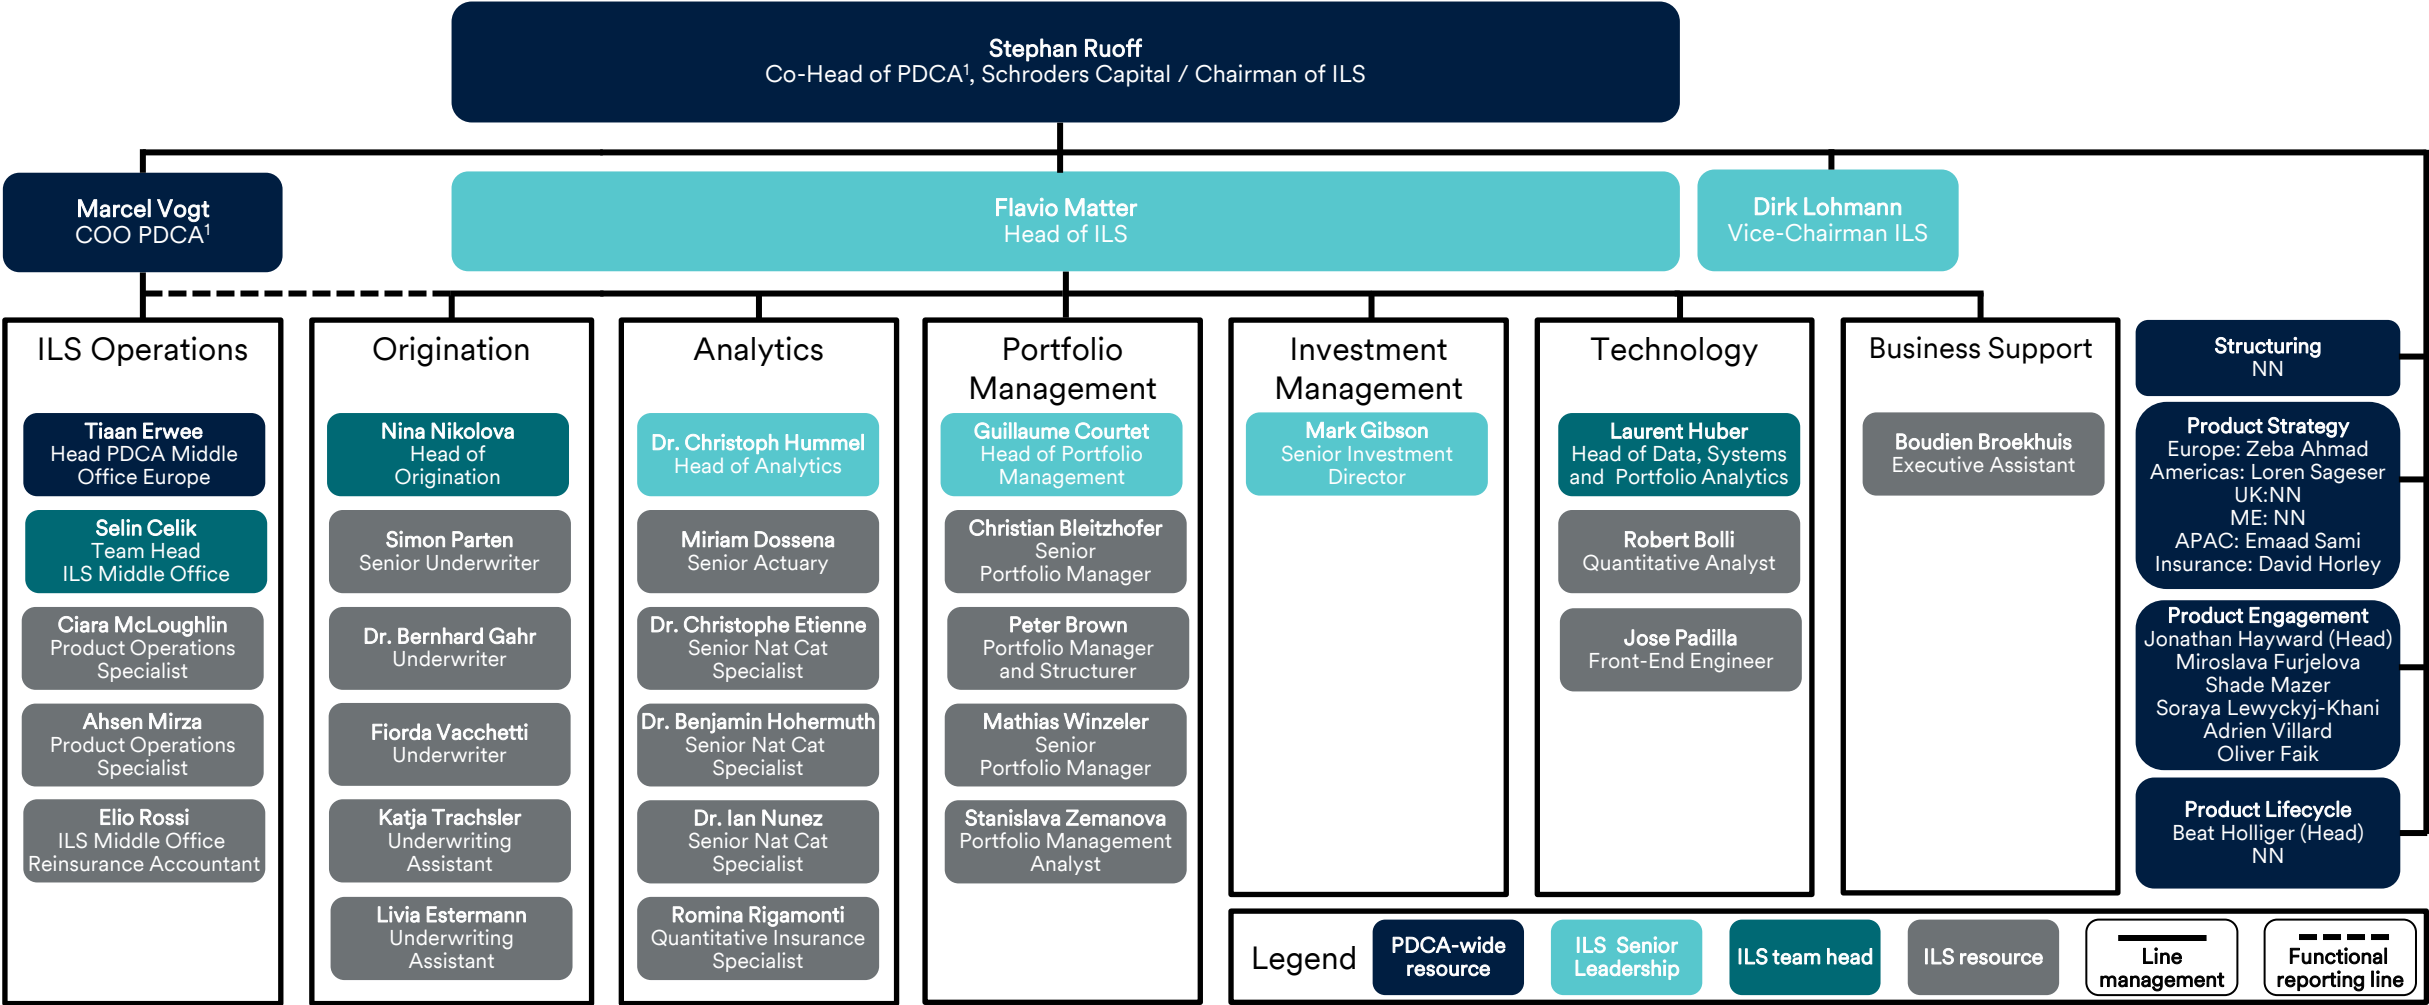 Stephan Ruoff
Co-Head of PDCA¹, Schroders Capital / Chairman of ILS
Marcel Vogt
COO PDCA¹
Flavio Matter
Head of ILS
Dirk Lohmann
Vice-Chairman ILS
ILS Operations
Tiaan Erwee
Head PDCA Middle
Office Europe
Selin Celik
Team Head
ILS Middle Office
Ciara McLoughlin
Product Operations
Specialist
Ahsen Mirza
Product Operations
Specialist
Elio Rossi
ILS Middle Office
Reinsurance Accountant
Origination
Nina Nikolova
Head of
Origination
Simon Parten
Senior Underwriter
Dr. Bernhard Gahr
Underwriter
Fiorda Vacchetti
Underwriter
Katja Trachsler
Underwriting
Assistant
Livia Estermann
Underwriting
Assistant
Analytics
Dr. Christoph Hummel
Head of Analytics
Miriam Dossena
Senior Actuary
Dr. Christophe Etienne
Senior Nat Cat
Specialist
Dr. Benjamin Hohermuth
Senior Nat Cat
Specialist
Dr. Ian Nunez
Senior Nat Cat
Specialist
Romina Rigamonti
Quantitative Insurance
Specialist
Portfolio
Management
Guillaume Courtet
Head of Portfolio
Management
Christian Bleitzhofer
Senior
Portfolio Manager
Peter Brown
Portfolio Manager
and Structurer
Mathias Winzeler
Senior
Portfolio Manager
Stanislava Zemanova
Portfolio Management
Analyst
Investment
Management
Mark Gibson
Senior Investment
Director
Technology
Laurent Huber
Head of Data, Systems
and Portfolio Analytics
Robert Bolli
Quantitative Analyst
Jose Padilla
Front-End Engineer
Business Support
Boudien Broekhuis
Executive Assistant
Structuring
NN
Product Strategy
Europe: Zeba Ahmad
Americas: Loren Sageser
UK:NN
ME: NN
APAC: Emaad Sami
Insurance: David Horley
Product Engagement
Jonathan Hayward (Head)
Miroslava Furjelova
Shade Mazer
Soraya Lewyckyj-Khani
Adrien Villard
Oliver Faik
Product Lifecycle
Beat Holliger (Head)
NN
Legend
PDCA-wide
resource
ILS Senior
Leadership
ILS team head
ILS resource
Line
management
Functional
reporting line